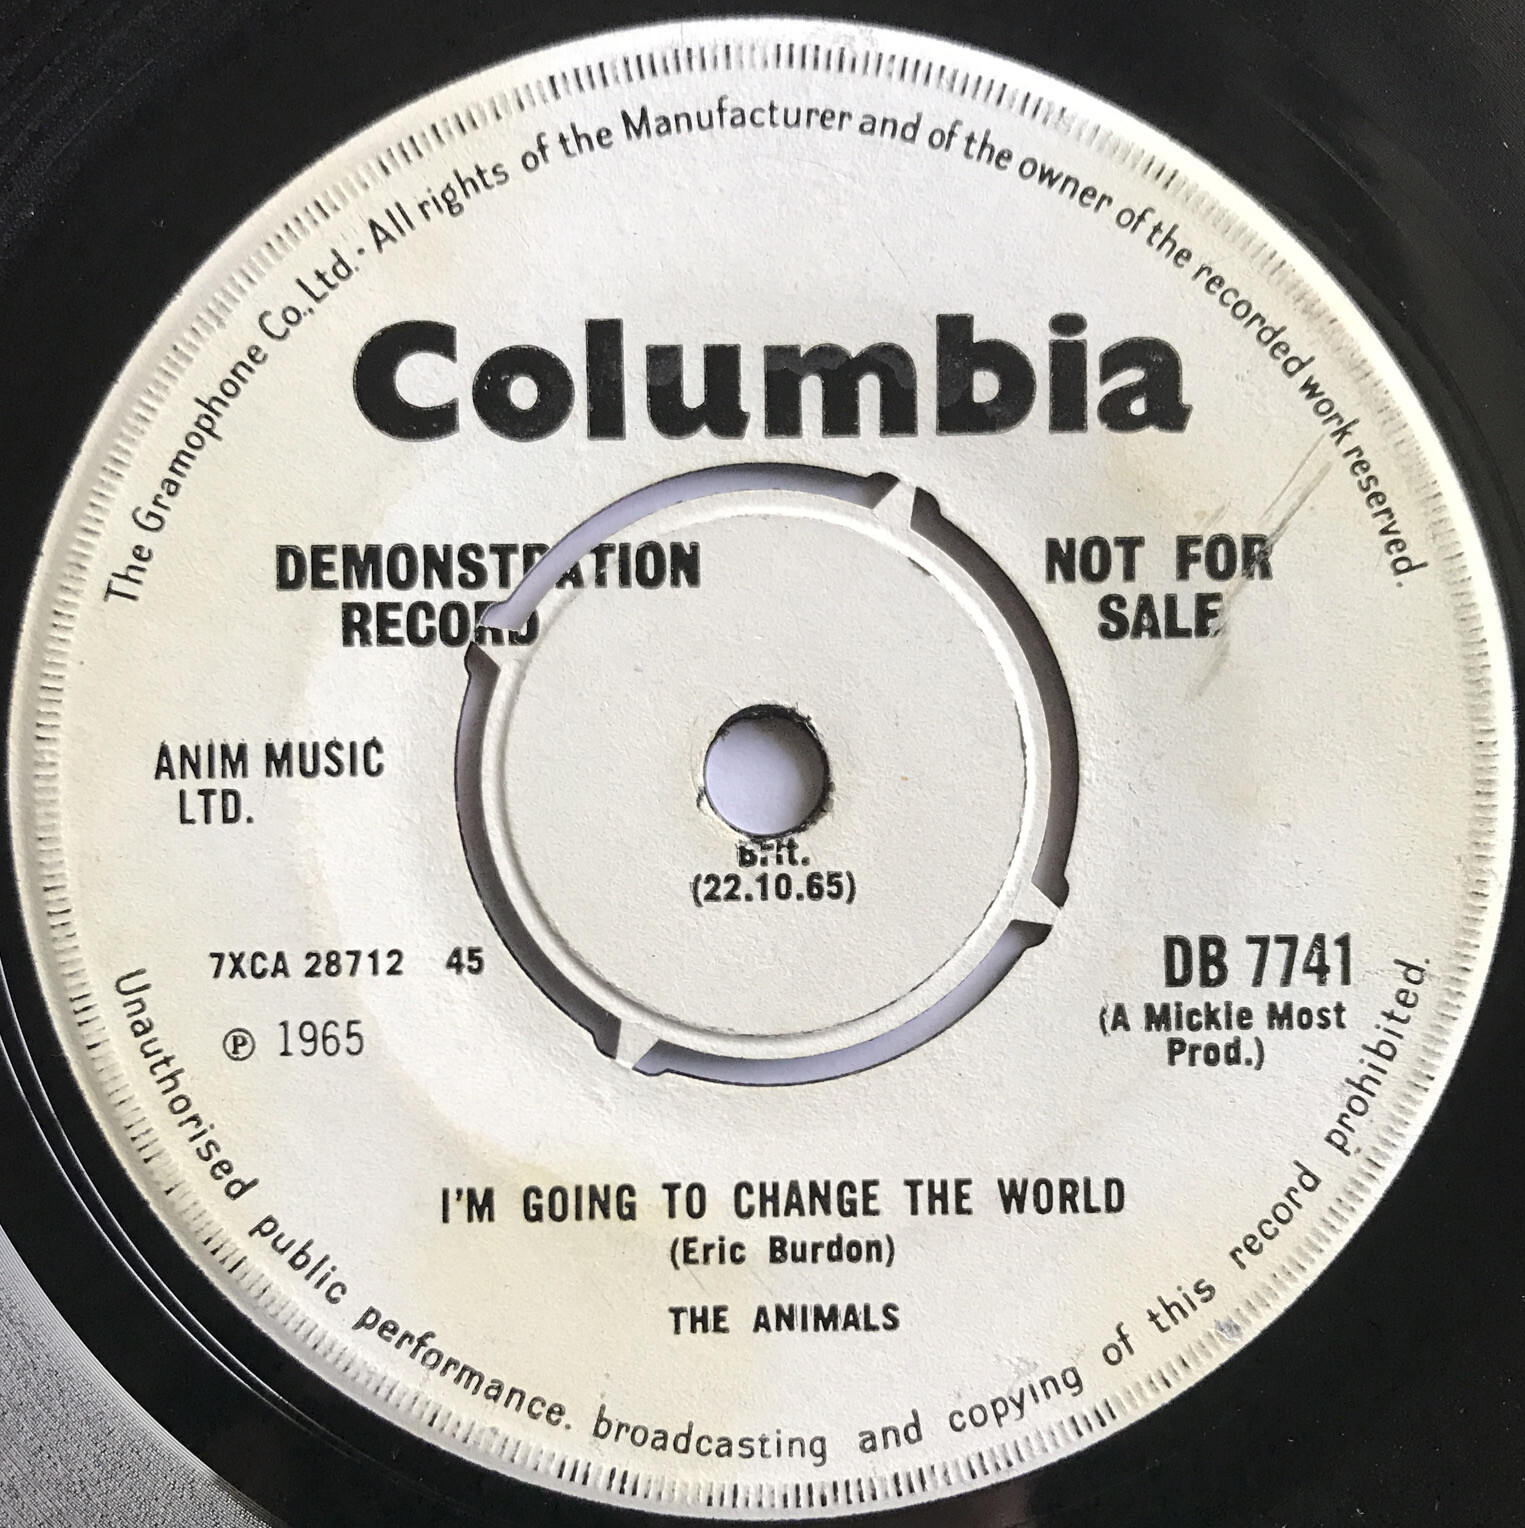 The Gramophone Co., Ltd. · All rights of the Manufacturer and of the owner of the recorded work reserved.
Columbia
DEMONSTRATION
RECORD
NOT FOR
SALE
ANIM MUSIC
LTD.
Brit.
(22.10.65)
7XCA 28712 45
℗ 1965
DB 7741
(A Mickie Most
Prod.)
I'M GOING TO CHANGE THE WORLD
(Eric Burdon)
THE ANIMALS
Unauthorised public performance. broadcasting and copying of this record prohibited.